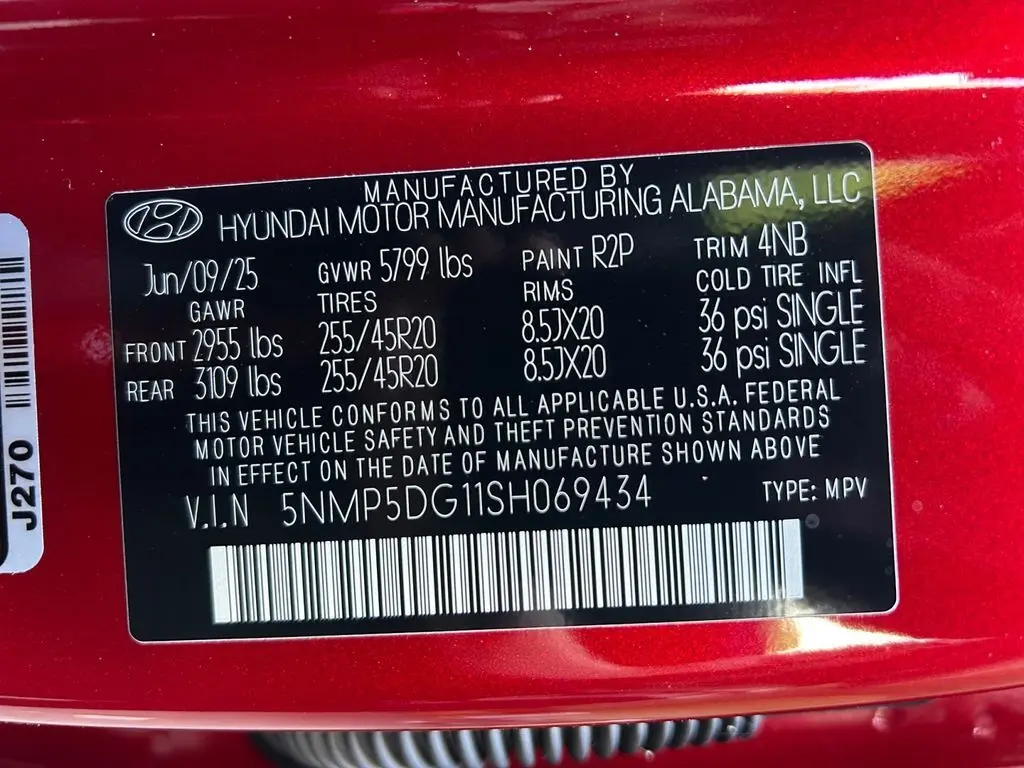 MANUFACTURED BY
HYUNDAI MOTOR MANUFACTURING ALABAMA, LLC
Jun/09/25 GVWR 5799 lbs PAINT R2P TRIM 4NB
GAWR TIRES RIMS COLD TIRE INFL
FRONT 2955 lbs 255/45R20 8.5JX20 36 psi SINGLE
REAR 3109 lbs 255/45R20 8.5JX20 36 psi SINGLE
THIS VEHICLE CONFORMS TO ALL APPLICABLE U.S.A. FEDERAL
MOTOR VEHICLE SAFETY AND THEFT PREVENTION STANDARDS
IN EFFECT ON THE DATE OF MANUFACTURE SHOWN ABOVE
V.I.N 5NMP5DG11SH069434 TYPE: MPV
J270